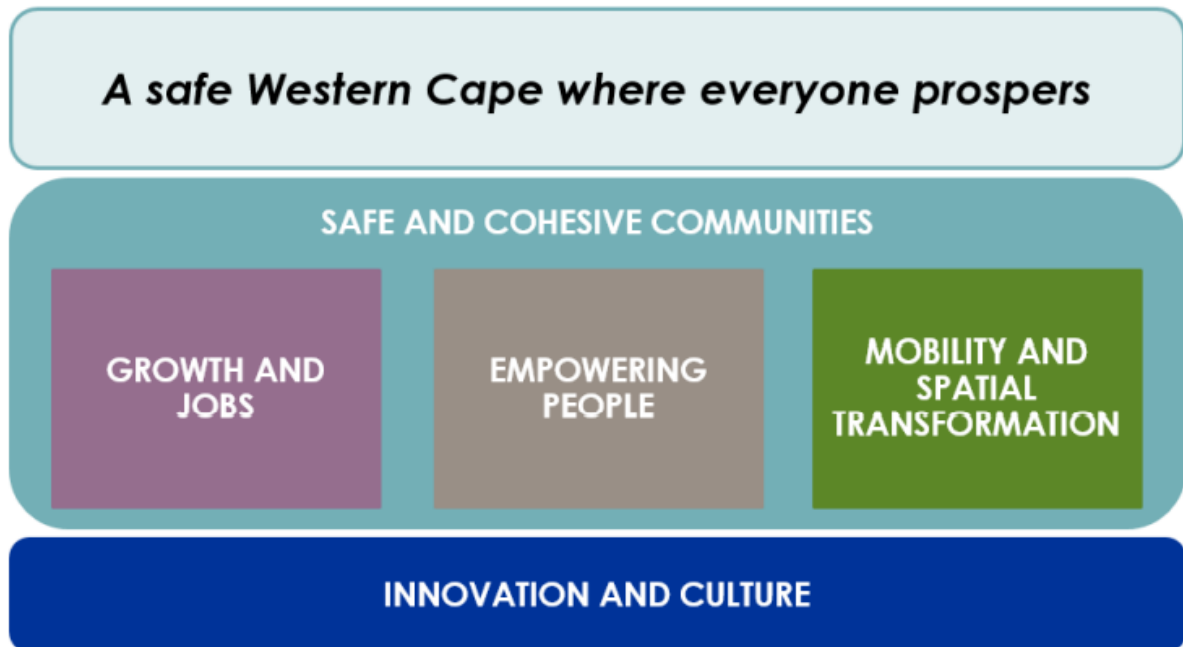 A safe Western Cape where everyone prospers
SAFE AND COHESIVE COMMUNITIES
GROWTH AND
JOBS
EMPOWERING
PEOPLE
MOBILITY AND
SPATIAL
TRANSFORMATION
INNOVATION AND CULTURE